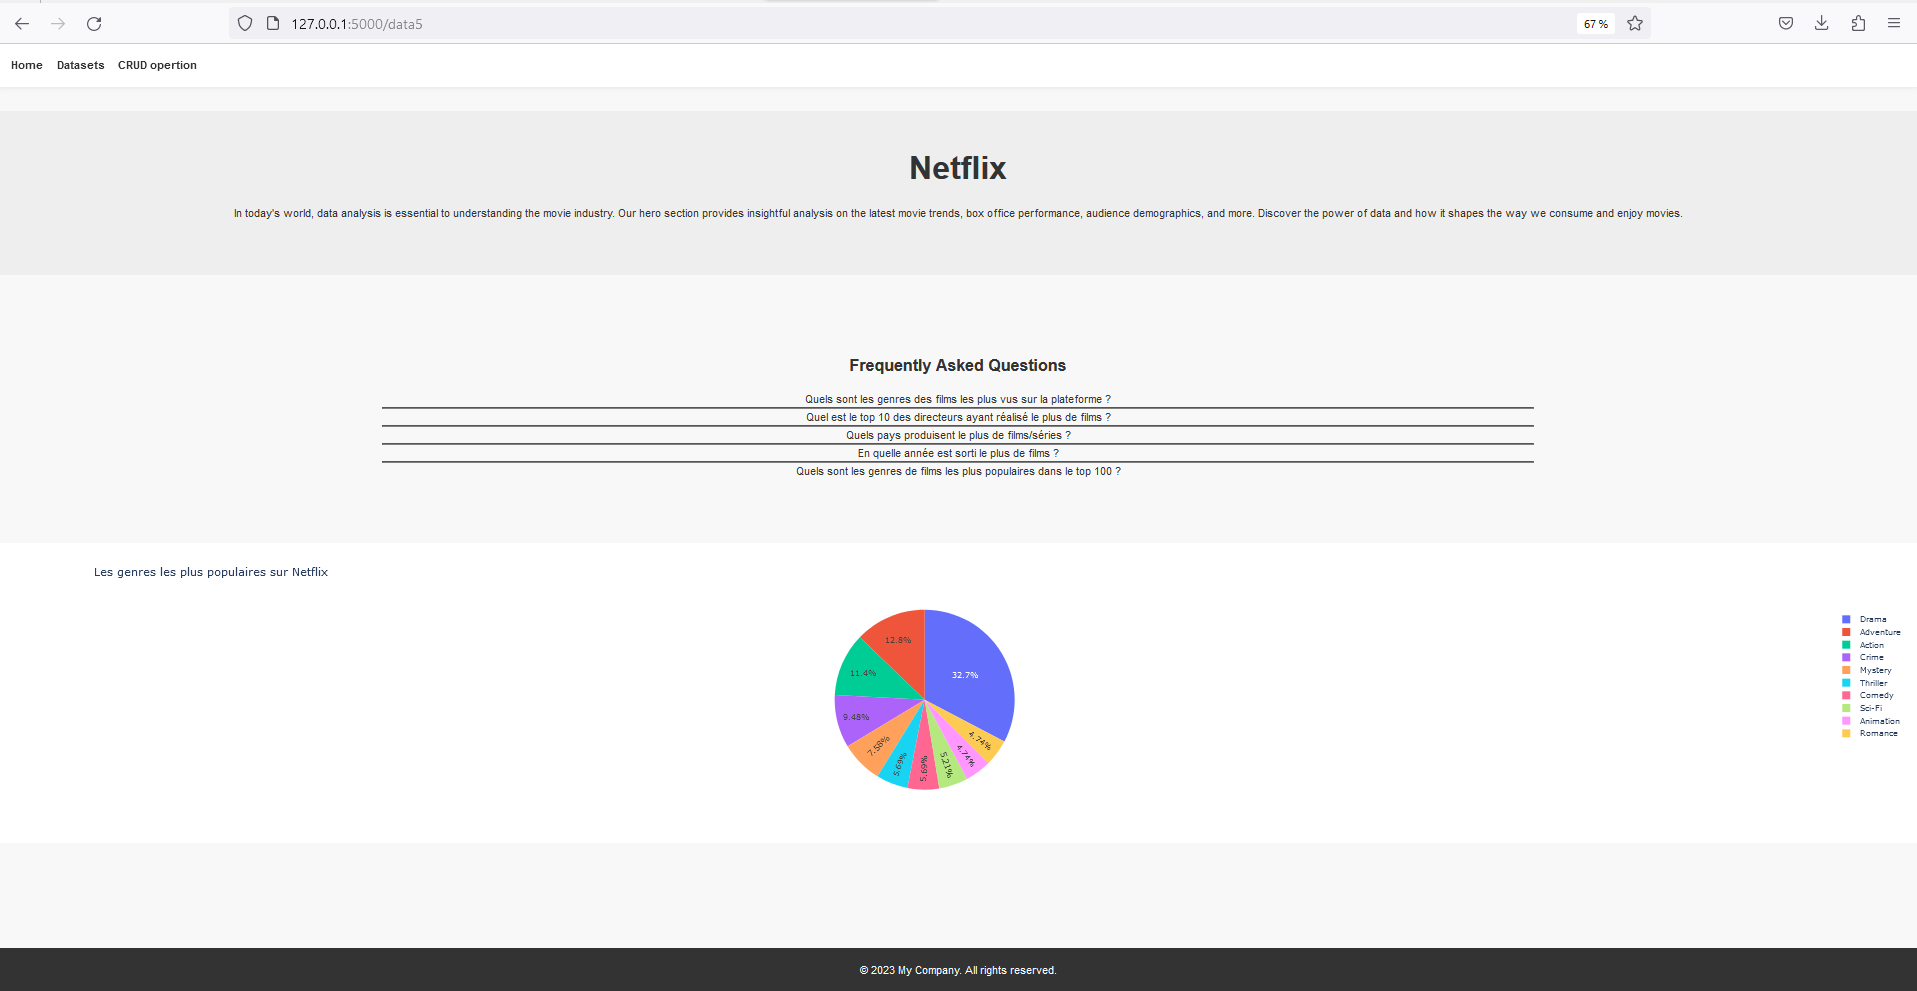 127.0.0.1:5000/data5
67 %
Home Datasets CRUD opertion
Netflix
In today's world, data analysis is essential to understanding the movie industry. Our hero section provides insightful analysis on the latest movie trends, box office performance, audience demographics, and more. Discover the power of data and how it shapes the way we consume and enjoy movies.
Frequently Asked Questions
Quels sont les genres des films les plus vus sur la plateforme ?
Quel est le top 10 des directeurs ayant réalisé le plus de films ?
Quels pays produisent le plus de films/séries ?
En quelle année est sorti le plus de films ?
Quels sont les genres de films les plus populaires dans le top 100 ?
Les genres les plus populaires sur Netflix
12.8%
32.7%
11.4%
9.48%
7.58%
5.69%
5.69%
5.21%
4.74%
4.74%
Drama
Adventure
Action
Crime
Mystery
Thriller
Comedy
Sci-Fi
Animation
Romance
© 2023 My Company. All rights reserved.